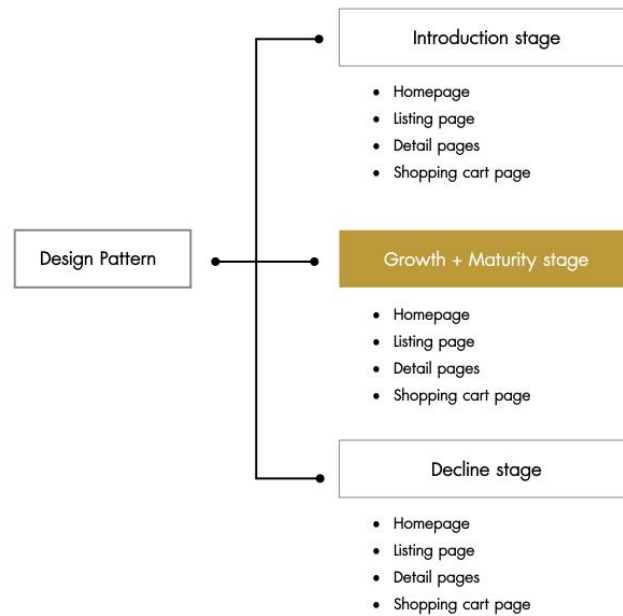 Introduction stage
• Homepage
• Listing page
• Detail pages
• Shopping cart page
Design Pattern
Growth + Maturity stage
• Homepage
• Listing page
• Detail pages
• Shopping cart page
Decline stage
• Homepage
• Listing page
• Detail pages
• Shopping cart page